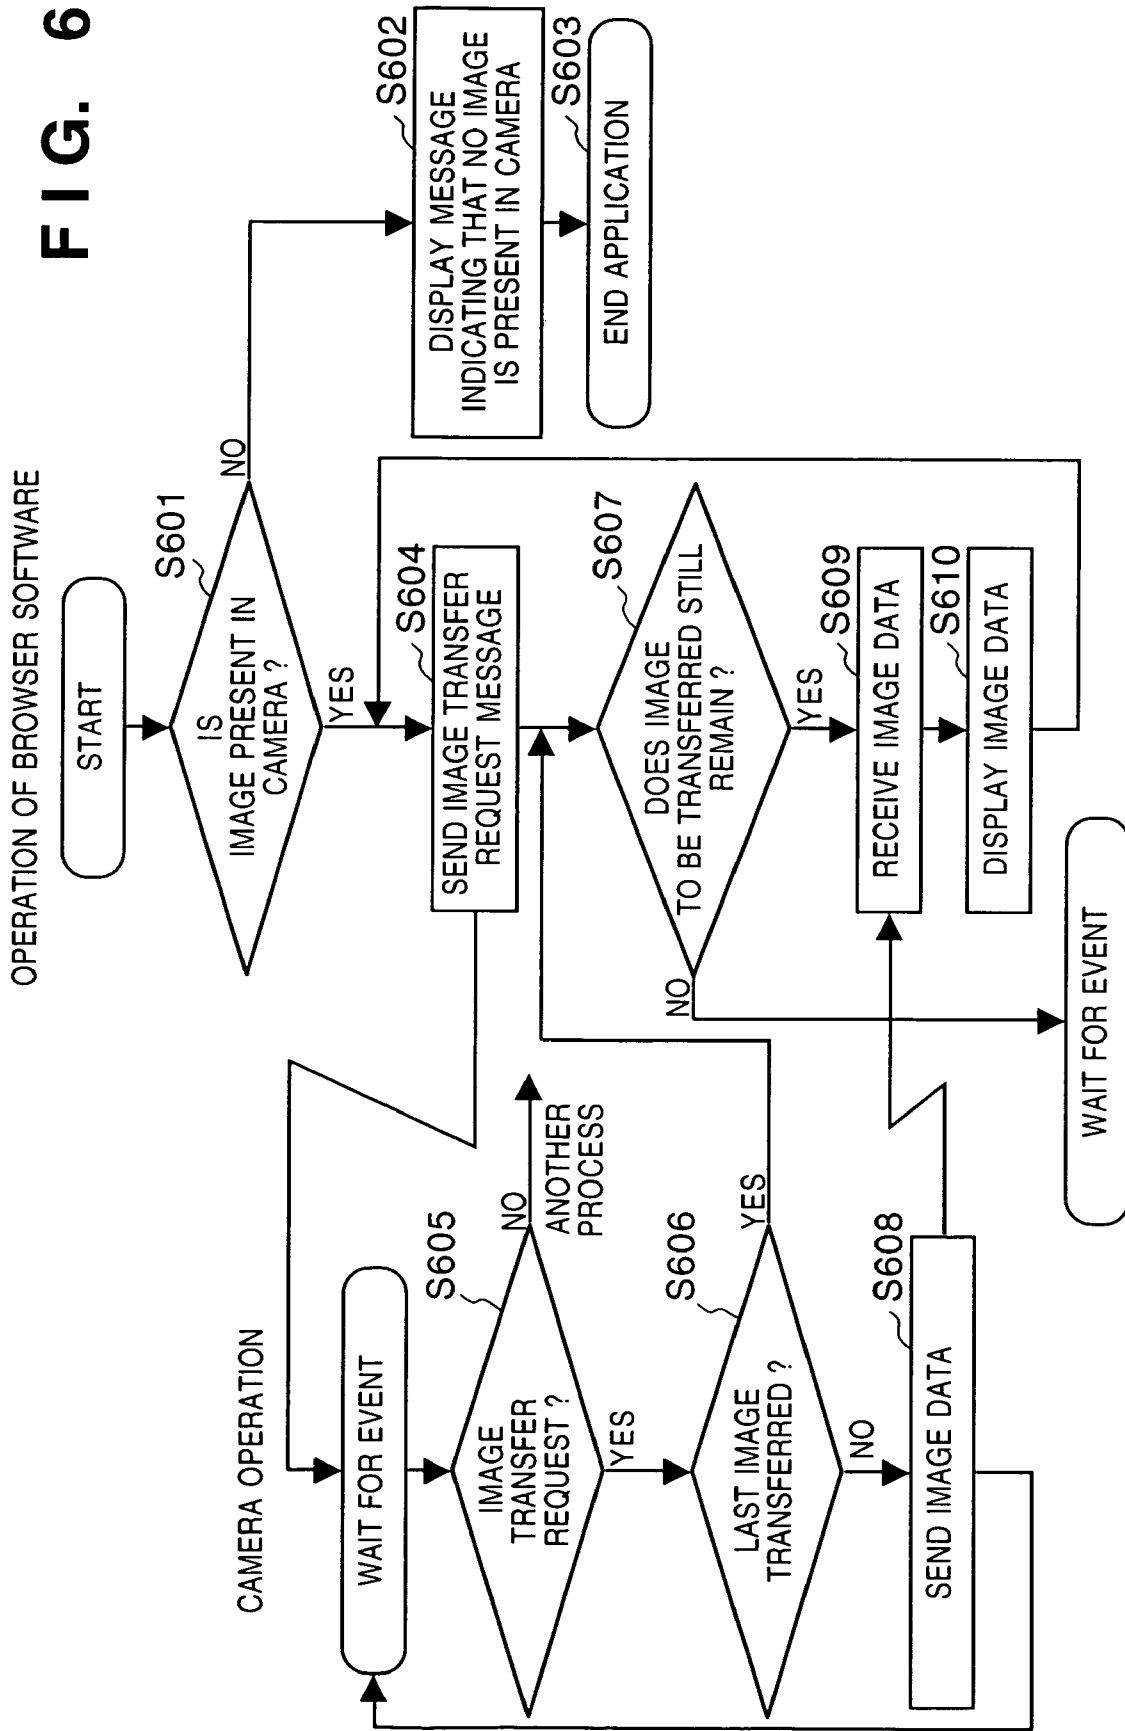 FIG. 6
OPERATION OF BROWSER SOFTWARE
START
S601
IS
IMAGE PRESENT IN
CAMERA ?
NO
YES
S602
DISPLAY MESSAGE
INDICATING THAT NO IMAGE
IS PRESENT IN CAMERA
S603
END APPLICATION
S604
SEND IMAGE TRANSFER
REQUEST MESSAGE
S607
DOES IMAGE
TO BE TRANSFERRED STILL
REMAIN ?
NO
YES
S609
RECEIVE IMAGE DATA
S610
DISPLAY IMAGE DATA
WAIT FOR EVENT
CAMERA OPERATION
WAIT FOR EVENT
S605
IMAGE
TRANSFER
REQUEST ?
NO
ANOTHER
PROCESS
YES
S606
LAST IMAGE
TRANSFERRED ?
YES
NO
S608
SEND IMAGE DATA